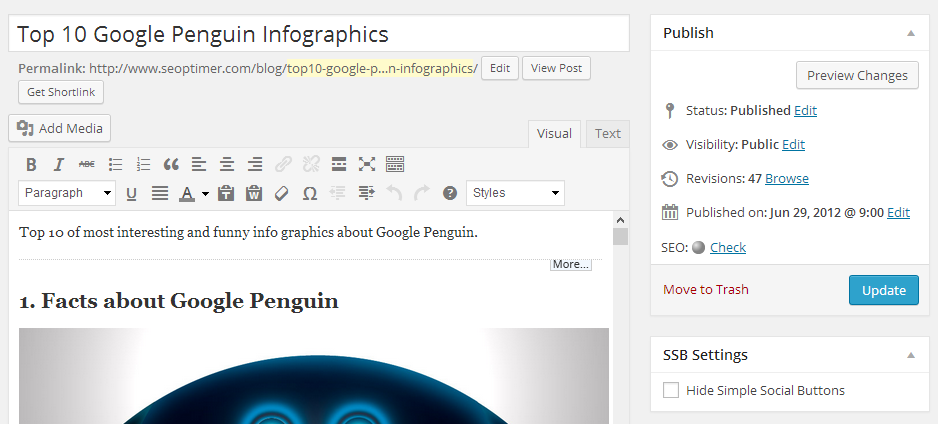 Top 10 Google Penguin Infographics
Permalink: http://www.seoptimer.com/blog/top10-google-p...n-infographics/ Edit View Post
Get Shortlink
Add Media
Visual Text
B I ABC
Paragraph U A T W Ω ? Styles
Top 10 of most interesting and funny info graphics about Google Penguin.
More...
1. Facts about Google Penguin
Publish
Preview Changes
Status: Published Edit
Visibility: Public Edit
Revisions: 47 Browse
Published on: Jun 29, 2012 @ 9:00 Edit
SEO: Check
Move to Trash Update
SSB Settings
Hide Simple Social Buttons